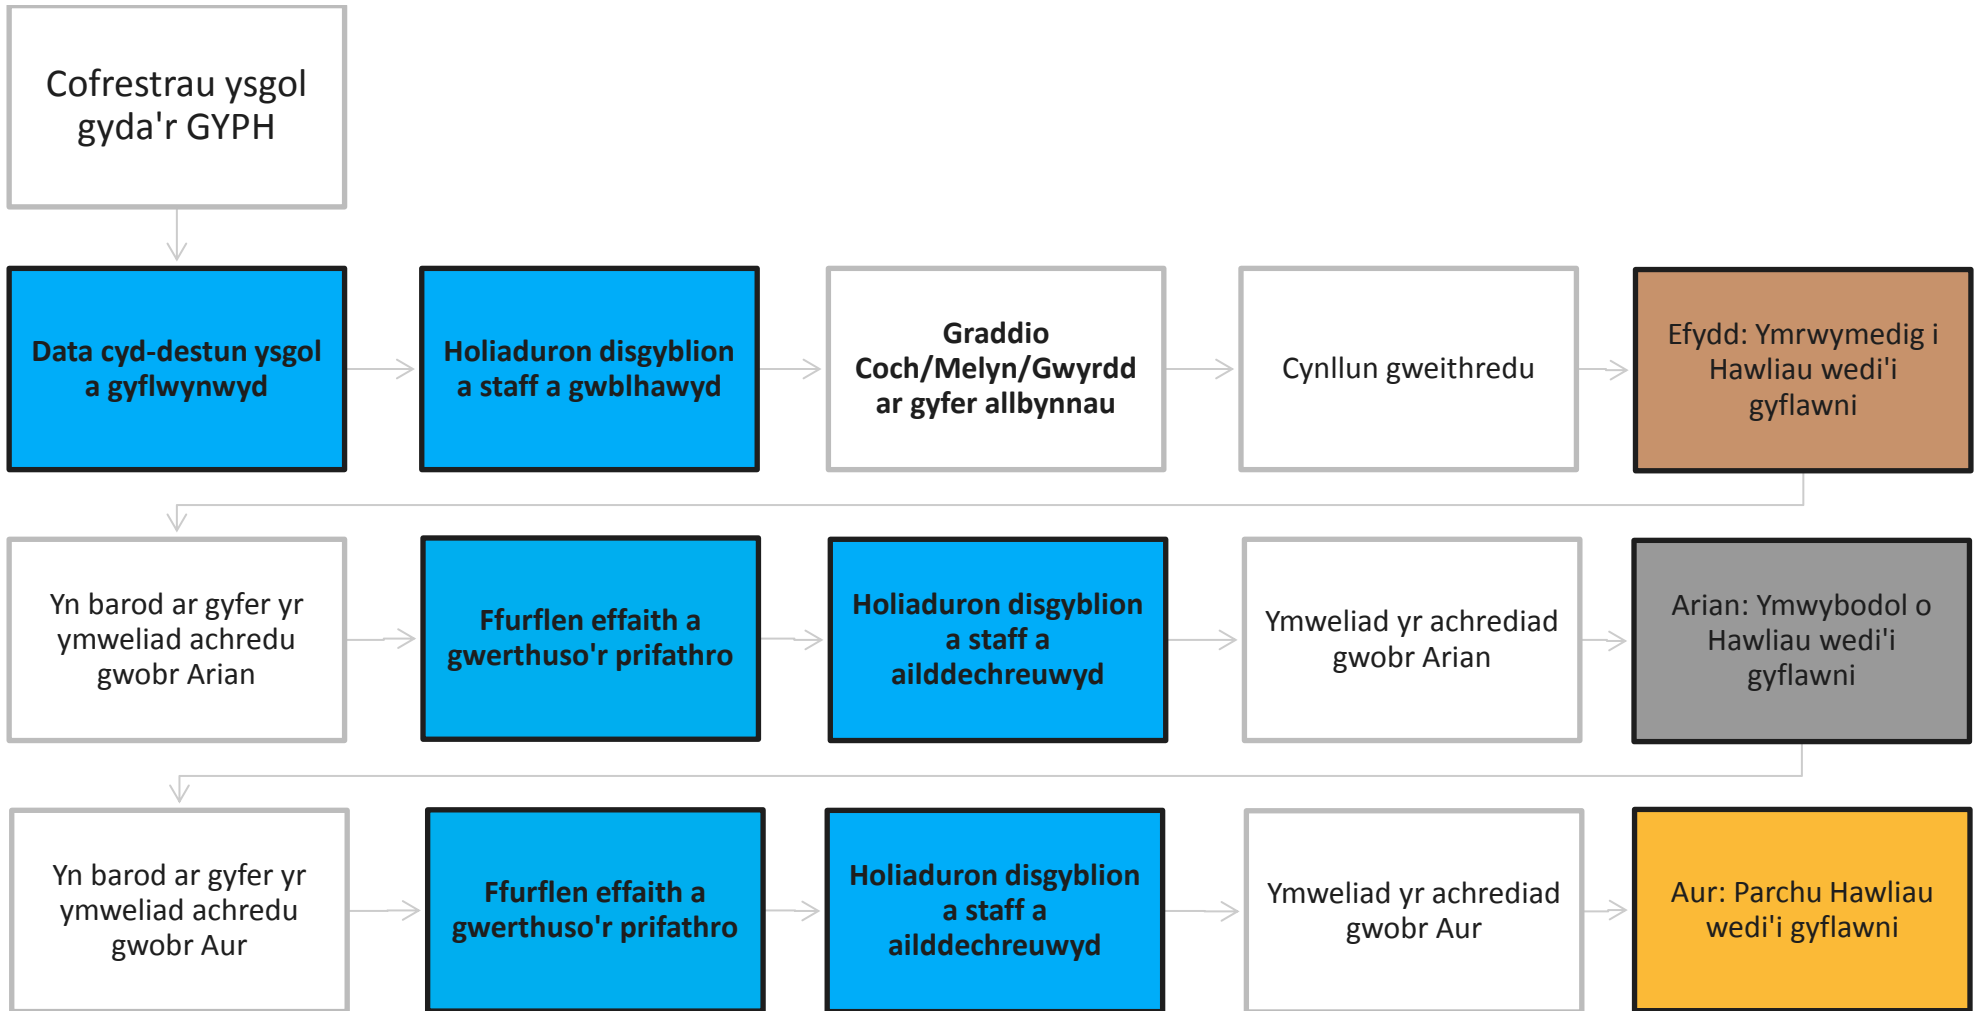 Cofrestrau ysgol
gyda'r GYPH
Data cyd-destun ysgol
a gyflwynwyd
Holiaduron disgyblion
a staff a gwblhawyd
Graddio
Coch/Melyn/Gwyrdd
ar gyfer allbynnau
Cynllun gweithredu
Efydd: Ymrwymedig i
Hawliau wedi'i
gyflawni
Yn barod ar gyfer yr
ymweliad achredu
gwobr Arian
Ffurflen effaith a
gwerthuso'r prifathro
Holiaduron disgyblion
a staff a
ailddechreuwyd
Ymweliad yr achrediad
gwobr Arian
Arian: Ymwybodol o
Hawliau wedi'i
gyflawni
Yn barod ar gyfer yr
ymweliad achredu
gwobr Aur
Ffurflen effaith a
gwerthuso'r prifathro
Holiaduron disgyblion
a staff a
ailddechreuwyd
Ymweliad yr achrediad
gwobr Aur
Aur: Parchu Hawliau
wedi'i gyflawni